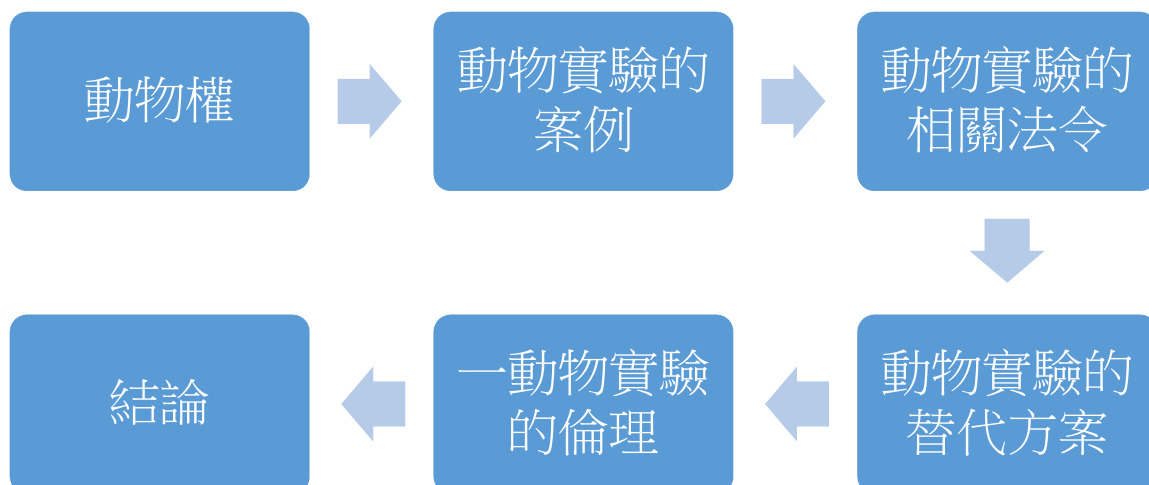 動物權
動物實驗的
案例
動物實驗的
相關法令
動物實驗的
替代方案
一動物實驗
的倫理
結論